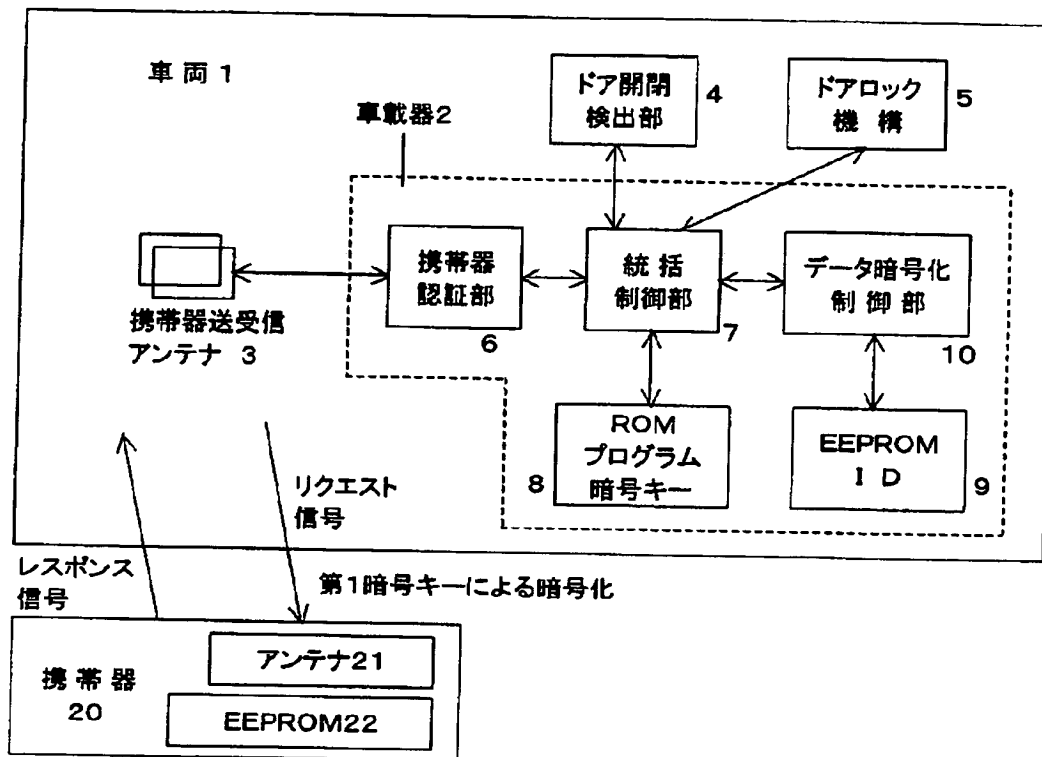 車両1
車載器2
ドア開閉
検出部
4
ドアロック
機構
5
携帯器送受信
アンテナ 3
携帯器
認証部
6
統括
制御部
7
データ暗号化
制御部
10
ROM
プログラム
暗号キー
8
EEPROM
ID
9
リクエスト
信号
レスポンス
信号
第1暗号キーによる暗号化
携帯器
20
アンテナ21
EEPROM22